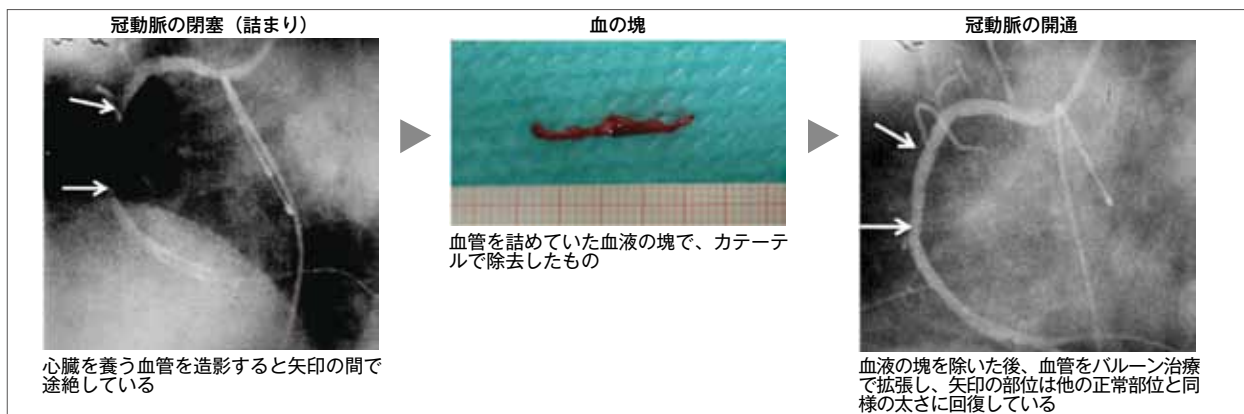 冠動脈の閉塞（詰まり）
心臓を養う血管を造影すると矢印の間で
途絶している
血の塊
血管を詰めていた血液の塊で、カテーテ
ルで除去したもの
冠動脈の開通
血液の塊を除いた後、血管をバルーン治療
で拡張し、矢印の部位は他の正常部位と同
様の太さに回復している